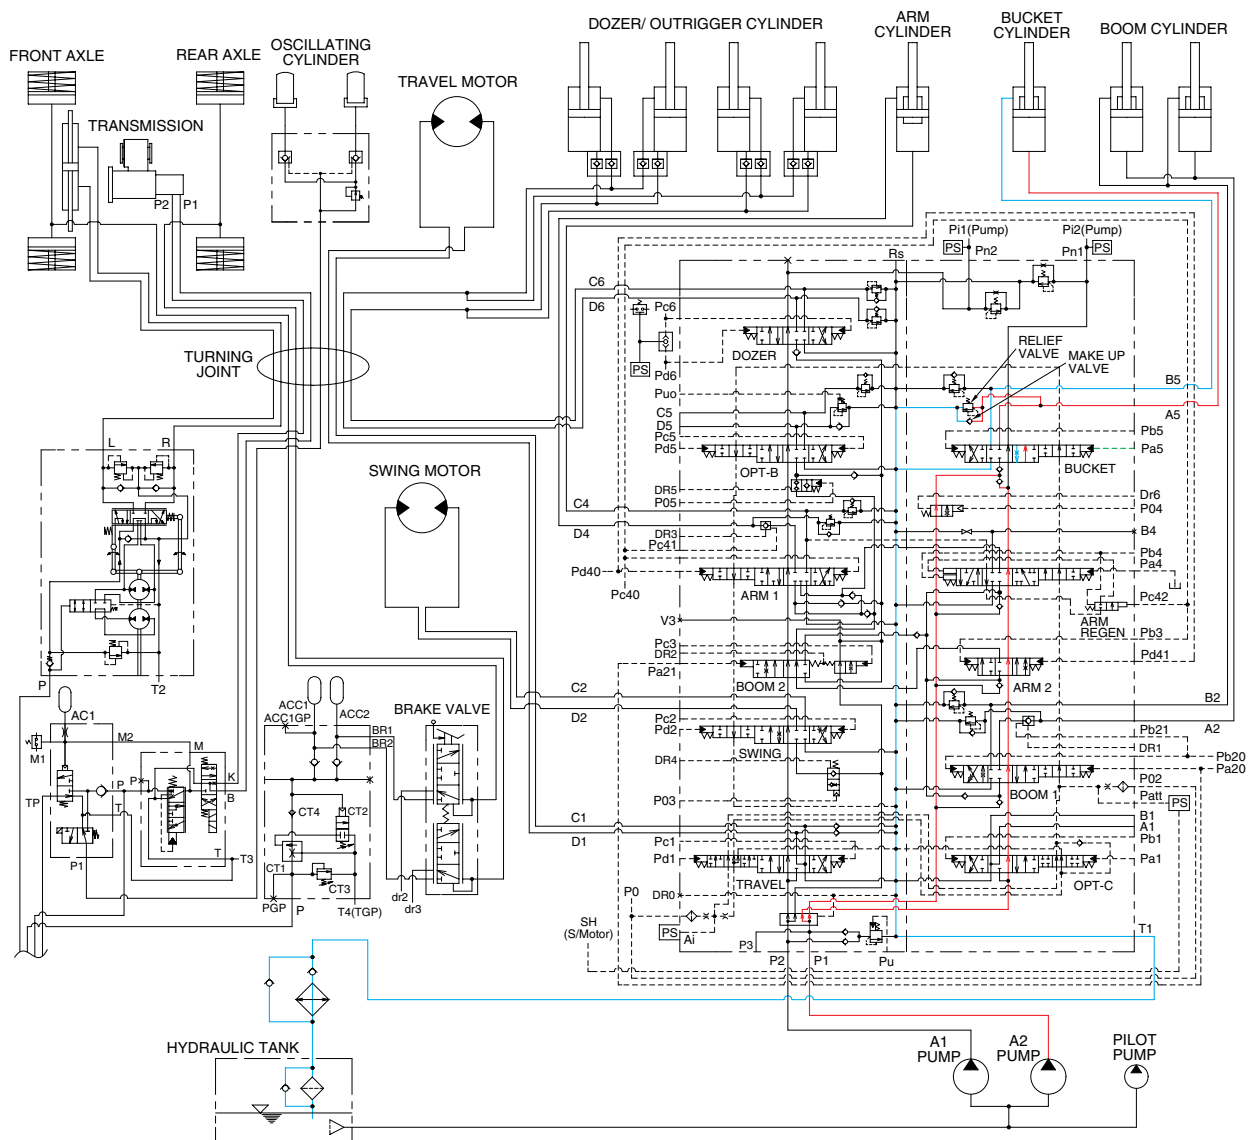 DOZER/ OUTRIGGER CYLINDER
ARM
CYLINDER
BUCKET
CYLINDER
BOOM CYLINDER
FRONT AXLE
REAR AXLE
OSCILLATING
CYLINDER
TRAVEL MOTOR
TRANSMISSION
P2
P1
TURNING
JOINT
SWING MOTOR
L
R
P
T2
AC1
M2
M1
TP
P
T
P1
M
P
K
B
T
T3
ACC1
ACC1GP
ACC2
BR1
BR2
CT4
CT2
CT1
CT3
PGP
P
T4(TGP)
BRAKE VALVE
dr2
dr3
HYDRAULIC TANK
Pi1(Pump)
Pi2(Pump)
PS
Pn2
Pn1
PS
Rs
C6
D6
Pc6
PS
Pd6
DOZER
RELIEF
VALVE
MAKE UP
VALVE
Puo
C5
D5
Pc5
Pd5
OPT-B
B5
A5
Pb5
Pa5
BUCKET
DR5
P05
C4
D4
DR3
Pc41
Pd40
Pc40
ARM 1
Dr6
P04
B4
Pb4
Pa4
Pc42
ARM
REGEN
V3
Pc3
DR2
Pa21
BOOM 2
Pb3
Pd41
ARM 2
C2
D2
Pc2
Pd2
SWING
DR4
P03
B2
A2
Pb21
DR1
Pb20
Pa20
BOOM 1
P02
Patt
PS
C1
D1
Pc1
Pd1
TRAVEL
B1
A1
Pb1
Pa1
OPT-C
P0
DR0
SH
(S/Motor)
PS
Ai
P3
P2
P1
Pu
T1
A1
PUMP
A2
PUMP
PILOT
PUMP